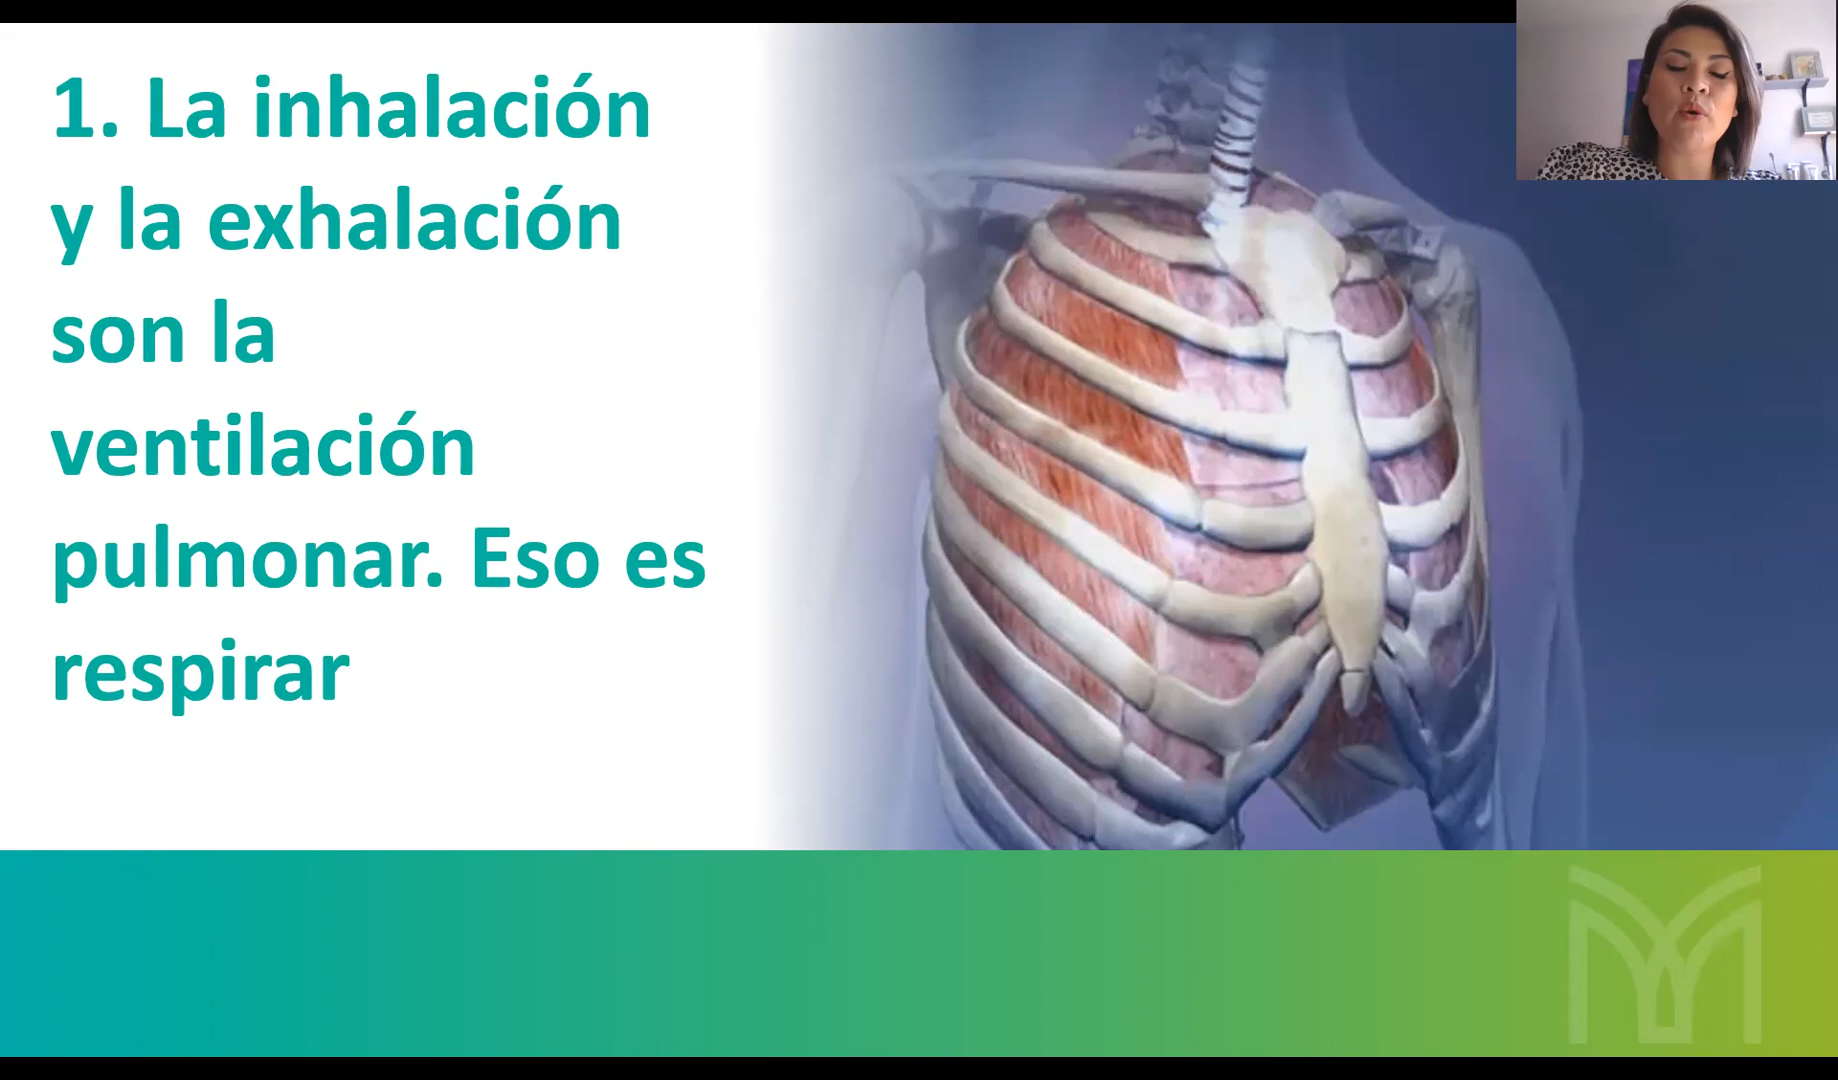 1. La inhalación
y la exhalación
son la
ventilación
pulmonar. Eso es
respirar